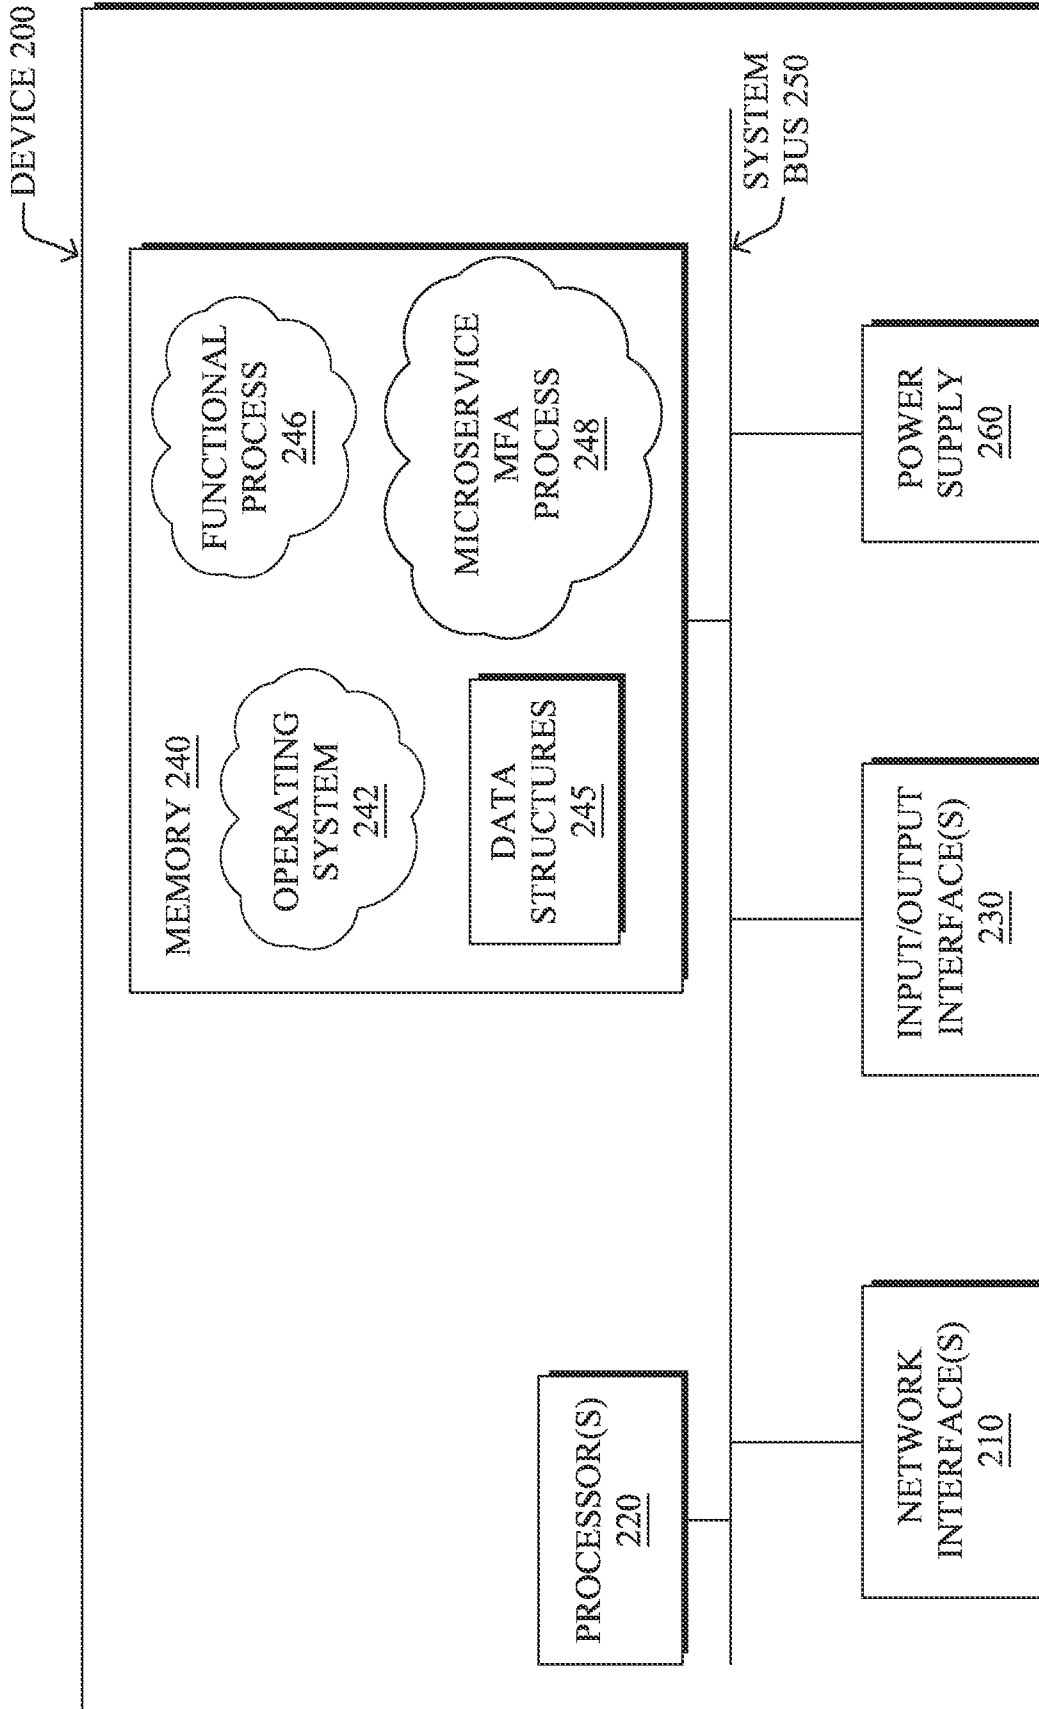 DEVICE 200
MEMORY 240
OPERATING
SYSTEM
242
FUNCTIONAL
PROCESS
246
DATA
STRUCTURES
245
MICROSERVICE
MFA
PROCESS
248
PROCESSOR(S)
220
SYSTEM
BUS 250
NETWORK
INTERFACE(S)
210
INPUT/OUTPUT
INTERFACE(S)
230
POWER
SUPPLY
260